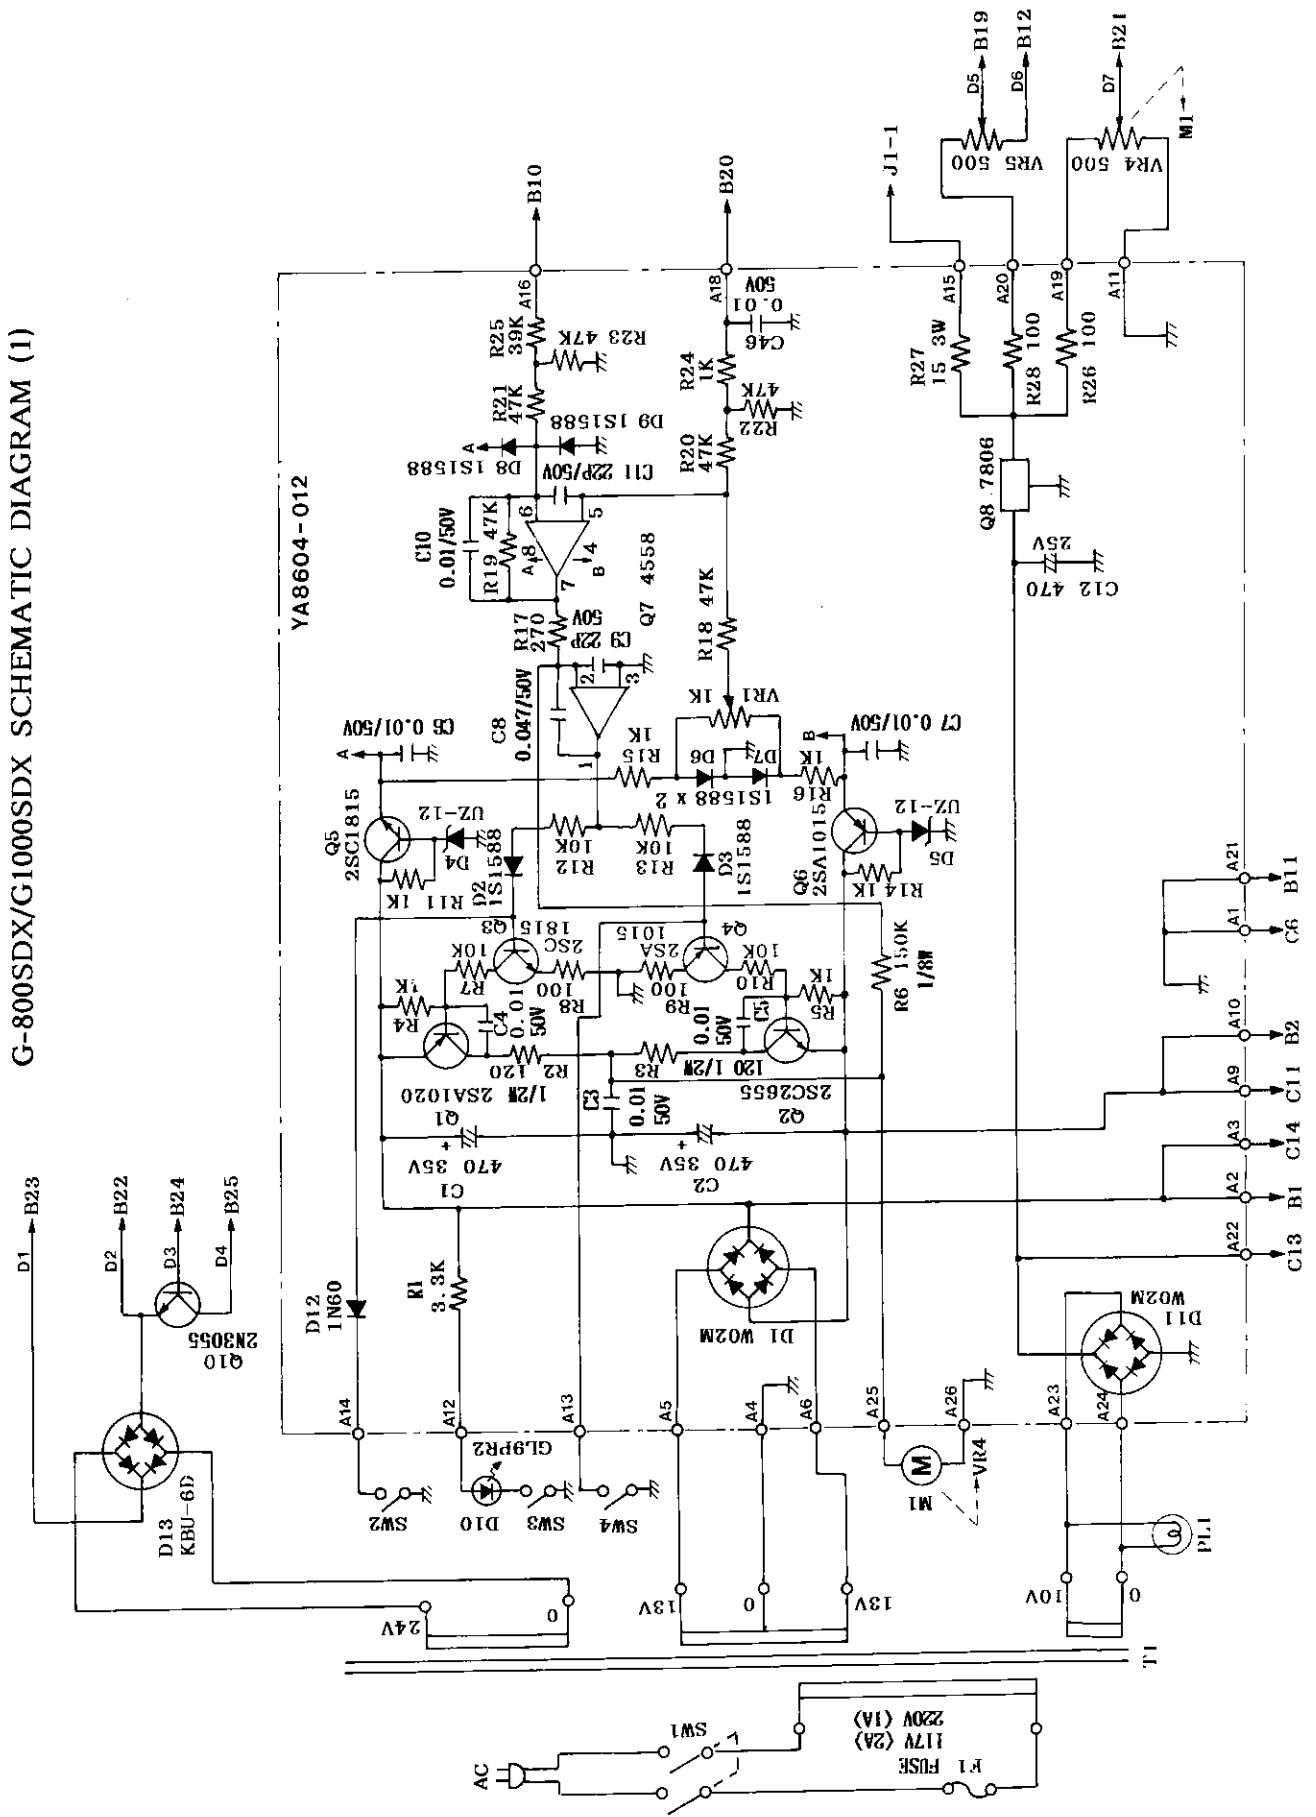 G-800SDX/G1000SDX SCHEMATIC DIAGRAM (1)
YA8604-012
D1
B23
D2
B22
D3
B24
D4
B25
Q10
2N3055
D13
KBU-6D
24V
0
A14
D12
1N60
SW2
A12
R1
3.3K
GL9PR2
D10
SW3
A13
SW4
A5
A4
A6
13V
0
13V
D1 W02M
A25
A26
M
M1
VR4
A23
A24
D11
W02M
10V
0
PL1
T1
AC
SW1
F1 FUSE
117V (2A)
220V (1A)
C1
470 35V
+
C2
470 35V
+
Q1
2SA1020
Q2
2SC2655
R2
120
1/2W
R3
120 1/2W
C3
0.01
50V
C4
0.01
50V
C5
0.01
50V
R4
1K
R5
1K
R7
10K
R8
100
R9
100
R10
10K
Q3
2SC
1815
Q4
2SA
1015
R6 150K
1/8W
D2
1S1588
D3
1S1588
R11
1K
D4
UZ-12
Q5
2SC1815
R12
10K
R13
10K
R14 1K
D5
UZ-12
Q6
2SA1015
A
C6 0.01/50V
B
C7 0.01/50V
R15
1K
R16
1K
D6
D7
1S1588 x 2
VR1
1K
C8
0.047/50V
1
2
3
C9 22P
50V
R17
270
Q7 4558
R18 47K
C10
0.01/50V
R19 47K
A
8
B
4
7
6
5
C11 22P/50V
D8 1S1588
A
D9 1S1588
R21
47K
R25
39K
R23 47K
A16
B10
R20
47K
R22
47K
R24
1K
C46
0.01
50V
A18
B20
Q8 7806
C12 470
25V
R27
15 3W
R28 100
R26 100
A15
A20
A19
A11
J1-1
VR5 500
D5
B19
D6
B12
VR4 500
D7
B21
M1
A22
A2
A3
A9
A10
A1
A21
C13
B1
C14
C11
B2
C6
B11